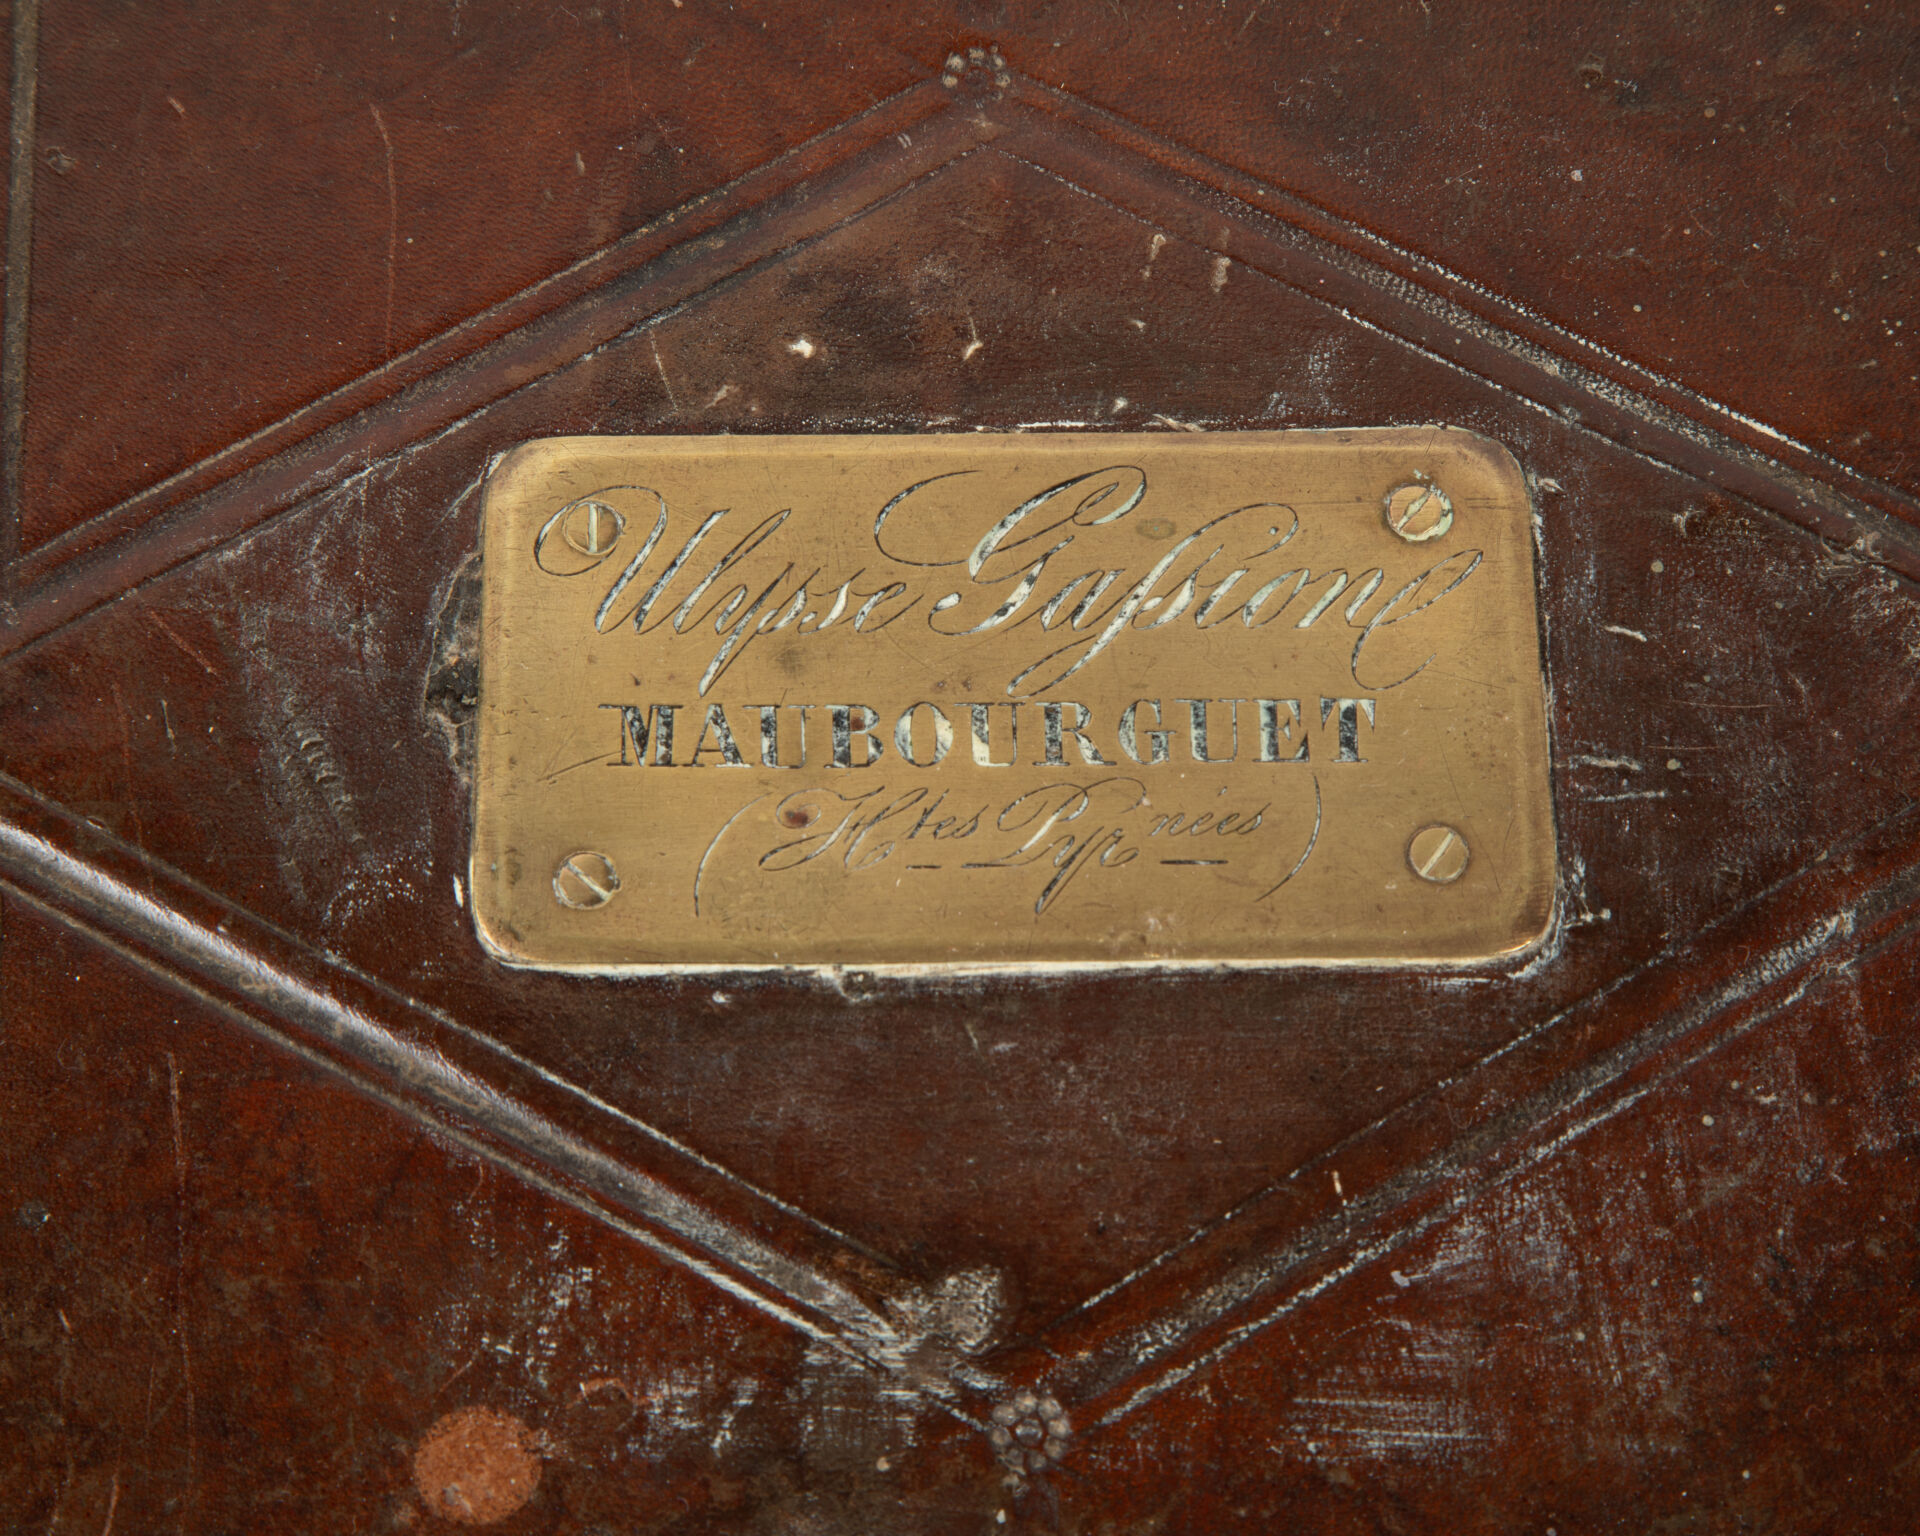 Ulysse Gaſsion
MAUBOURGUET
(Htes Pyrnées)